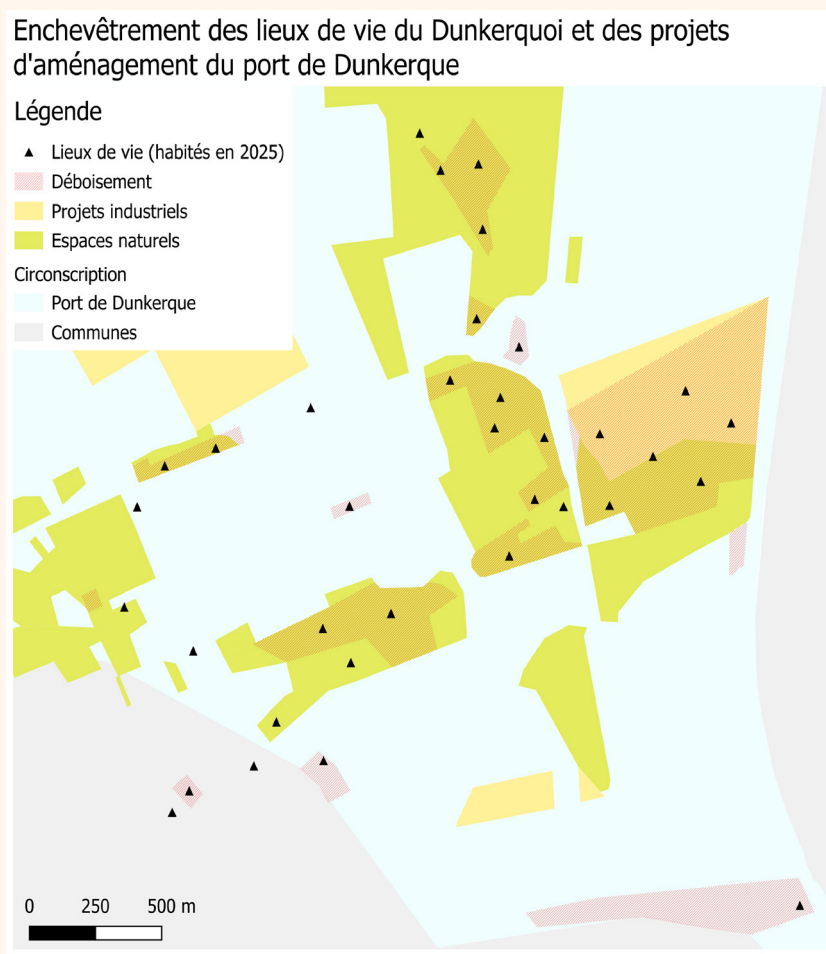 Enchevêtrement des lieux de vie du Dunkerquoi et des projets
d'aménagement du port de Dunkerque
Légende
Lieux de vie (habités en 2025)
Déboisement
Projets industriels
Espaces naturels
Circonscription
Port de Dunkerque
Communes
0 250 500 m